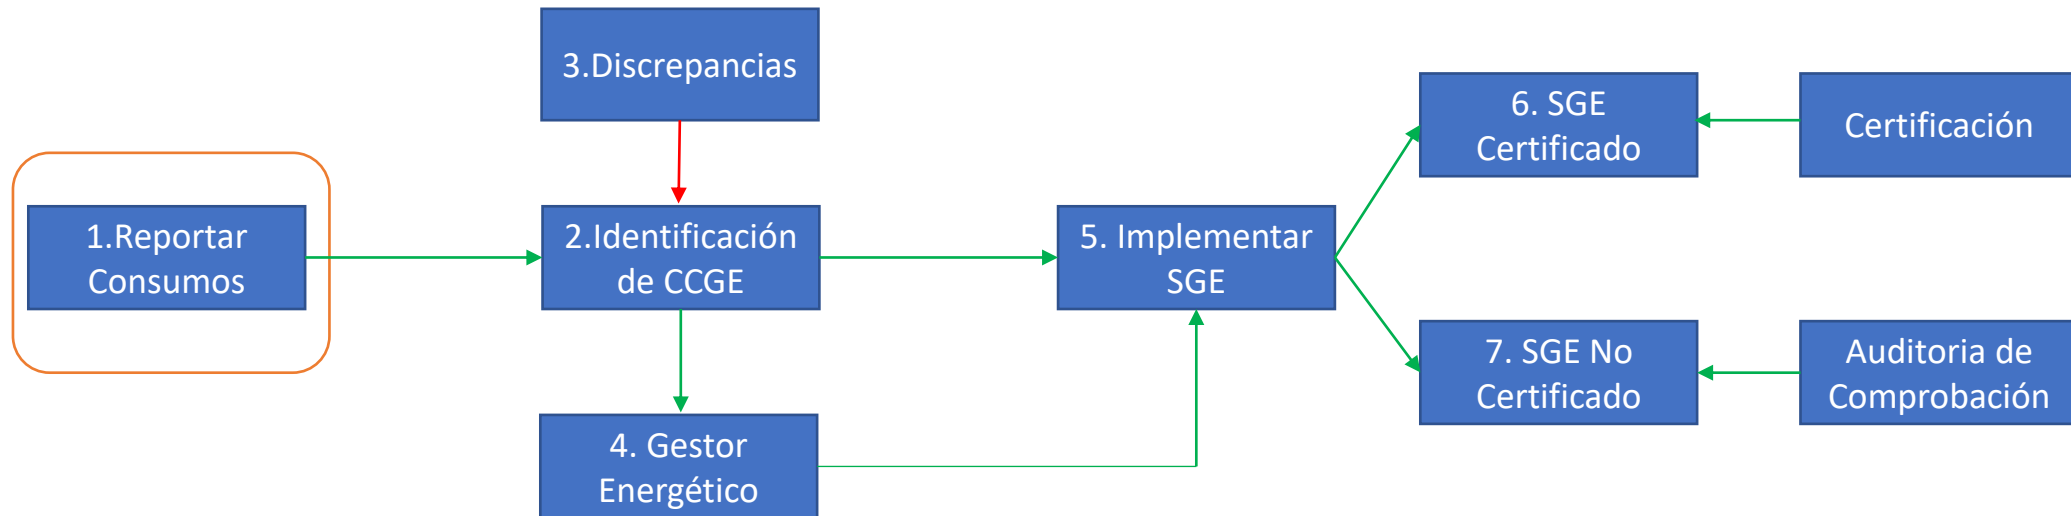 3.Discrepancias
6. SGE
Certificado
Certificación
1.Reportar
Consumos
2.Identificación
de CCGE
5. Implementar
SGE
7. SGE No
Certificado
Auditoria de
Comprobación
4. Gestor
Energético